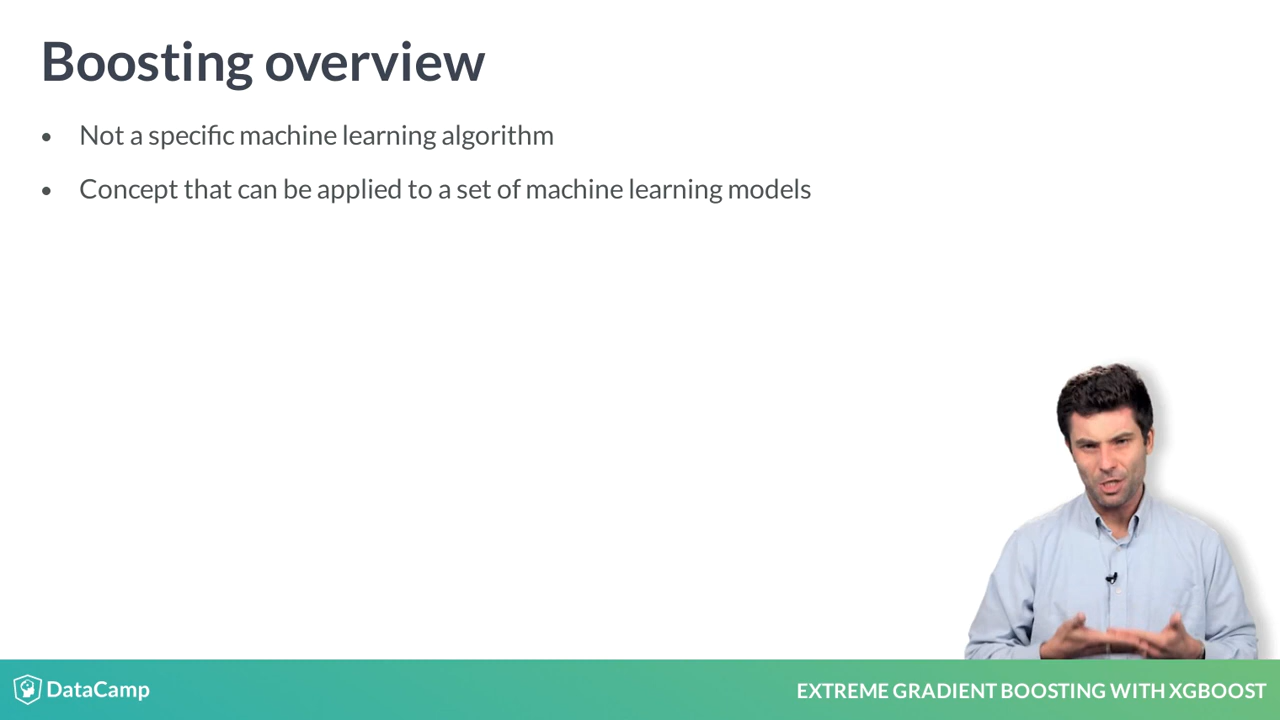 Boosting overview
• Not a specific machine learning algorithm
• Concept that can be applied to a set of machine learning models
DataCamp
EXTREME GRADIENT BOOSTING WITH XGBOOST